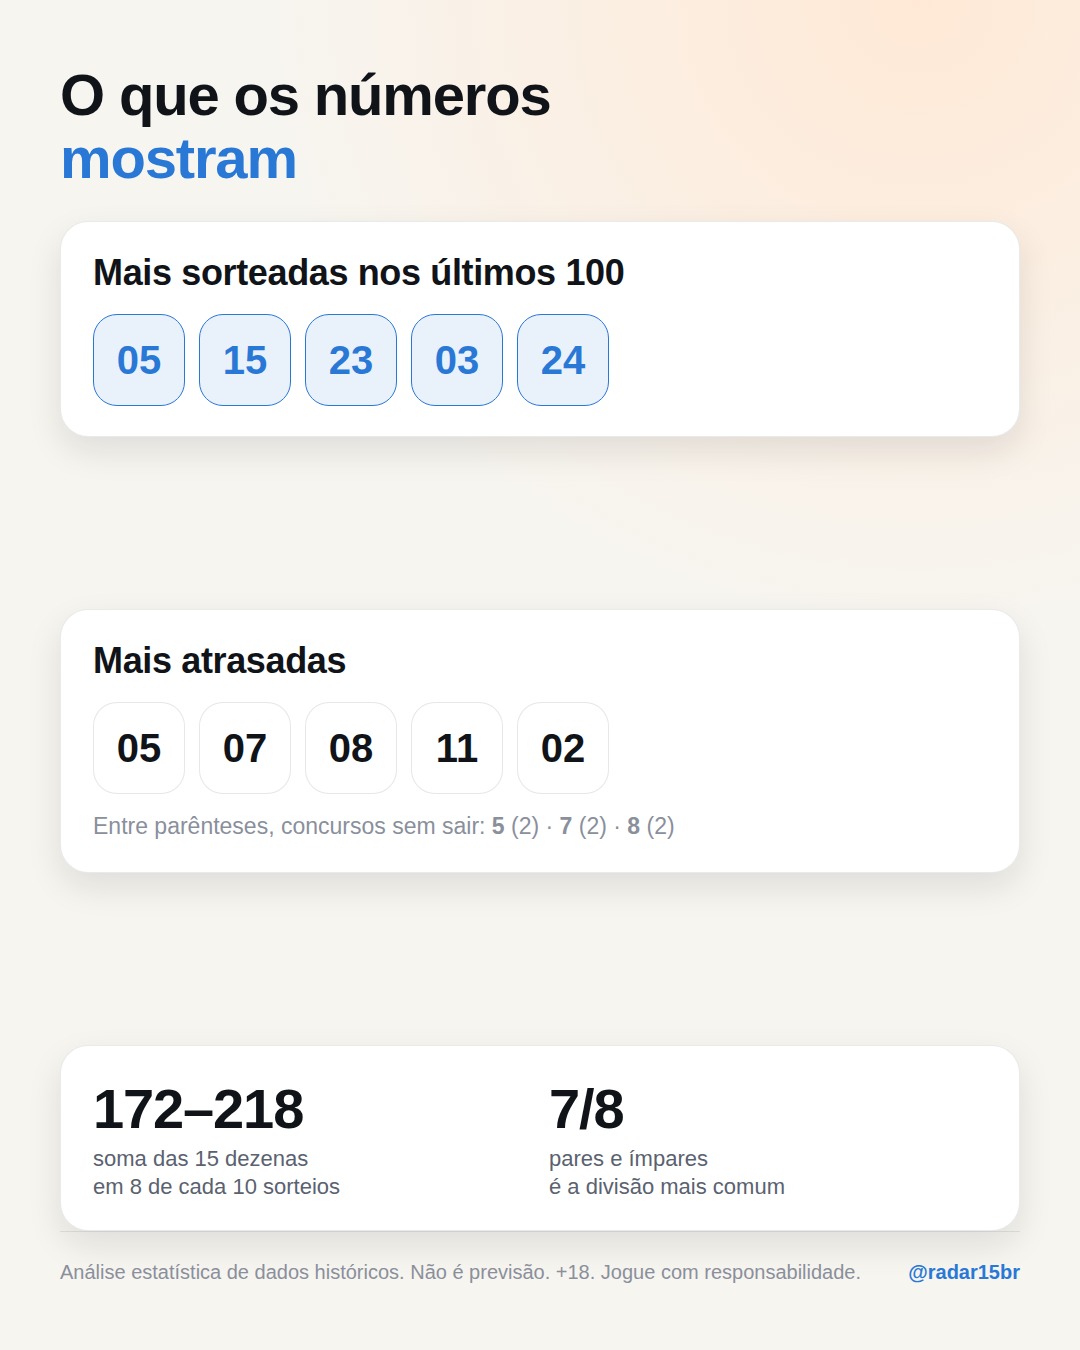 O que os números
mostram
Mais sorteadas nos últimos 100
05 15 23 03 24
Mais atrasadas
05 07 08 11 02
Entre parênteses, concursos sem sair: 5 (2) · 7 (2) · 8 (2)
172–218
soma das 15 dezenas
em 8 de cada 10 sorteios
7/8
pares e ímpares
é a divisão mais comum
Análise estatística de dados históricos. Não é previsão. +18. Jogue com responsabilidade. @radar15br